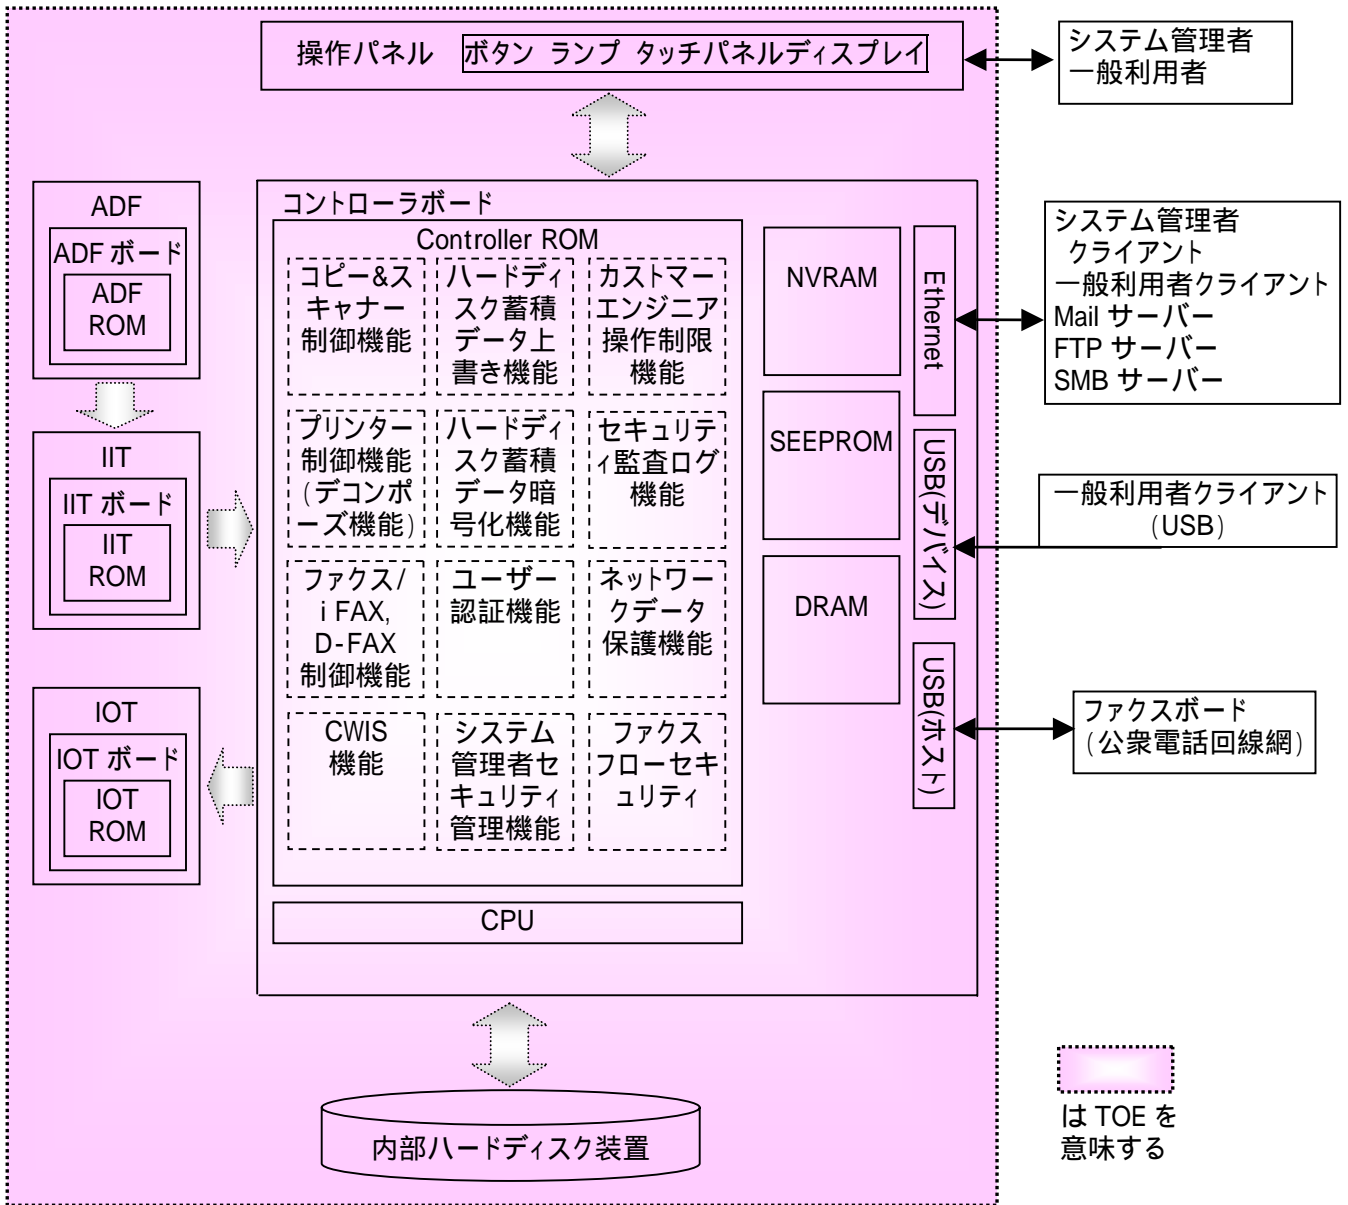 操作パネル ボタン ランプ タッチパネルディスプレイ
システム管理者
一般利用者
ADF
ADF ボード
ADF
ROM
IIT
IIT ボード
IIT
ROM
IOT
IOT ボード
IOT
ROM
コントローラボード
Controller ROM
コピー&ス
キャナー
制御機能
ハードディ
スク蓄積
データ上
書き機能
カストマー
エンジニア
操作制限
機能
プリンター
制御機能
(デコンポ
ーズ機能)
ハードディ
スク蓄積
データ暗
号化機能
セキュリテ
ィ監査ログ
機能
ファクス/
i FAX,
D-FAX
制御機能
ユーザー
認証機能
ネットワー
クデータ
保護機能
CWIS
機能
システム
管理者セ
キュリティ
管理機能
ファクス
フローセキ
ュリティ
CPU
NVRAM
SEEPROM
DRAM
Ethernet
USB(デバイス)
USB(ホスト)
システム管理者
クライアント
一般利用者クライアント
Mail サーバー
FTP サーバー
SMB サーバー
一般利用者クライアント
(USB)
ファクスボード
(公衆電話回線網)
内部ハードディスク装置
は TOE を
意味する